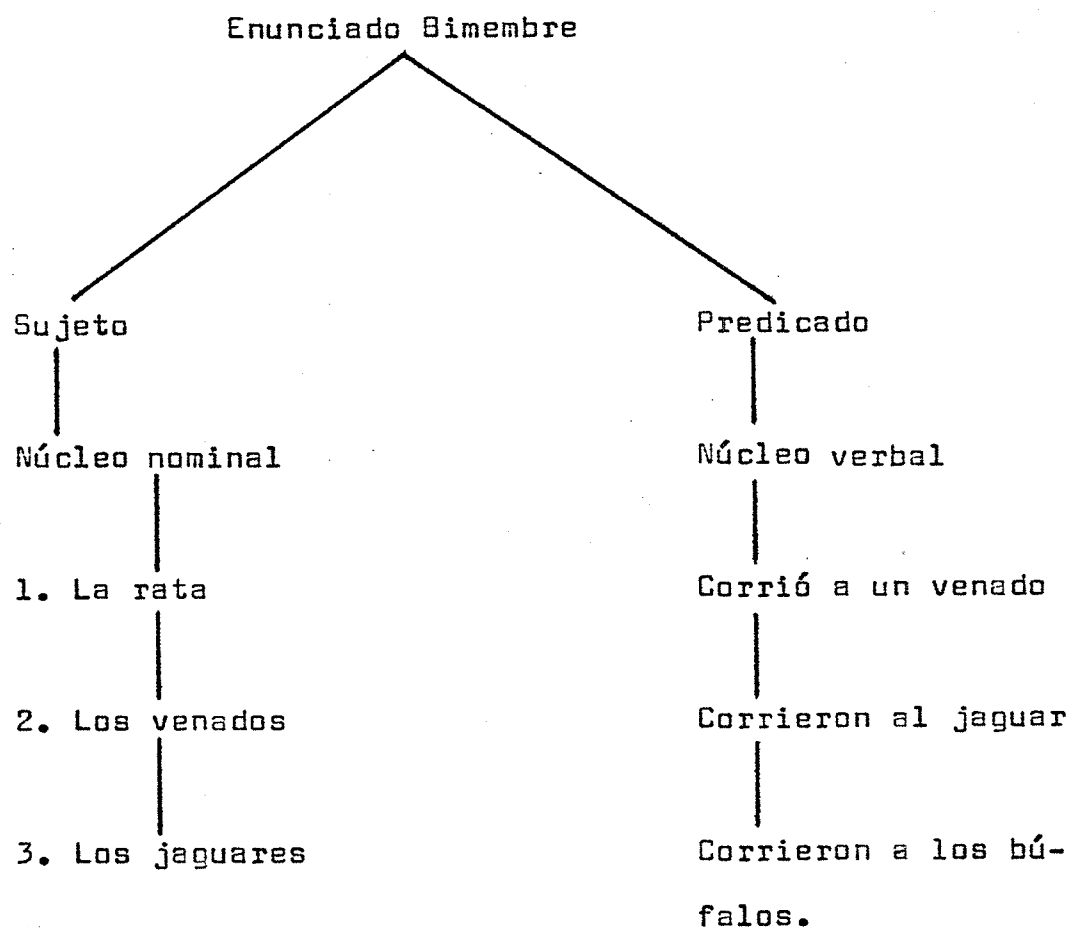 Enunciado Bimembre
Sujeto Predicado
Núcleo nominal Núcleo verbal
1. La rata Corrió a un venado
2. Los venados Corrieron al jaguar
3. Los jaguares Corrieron a los bú-
falos.